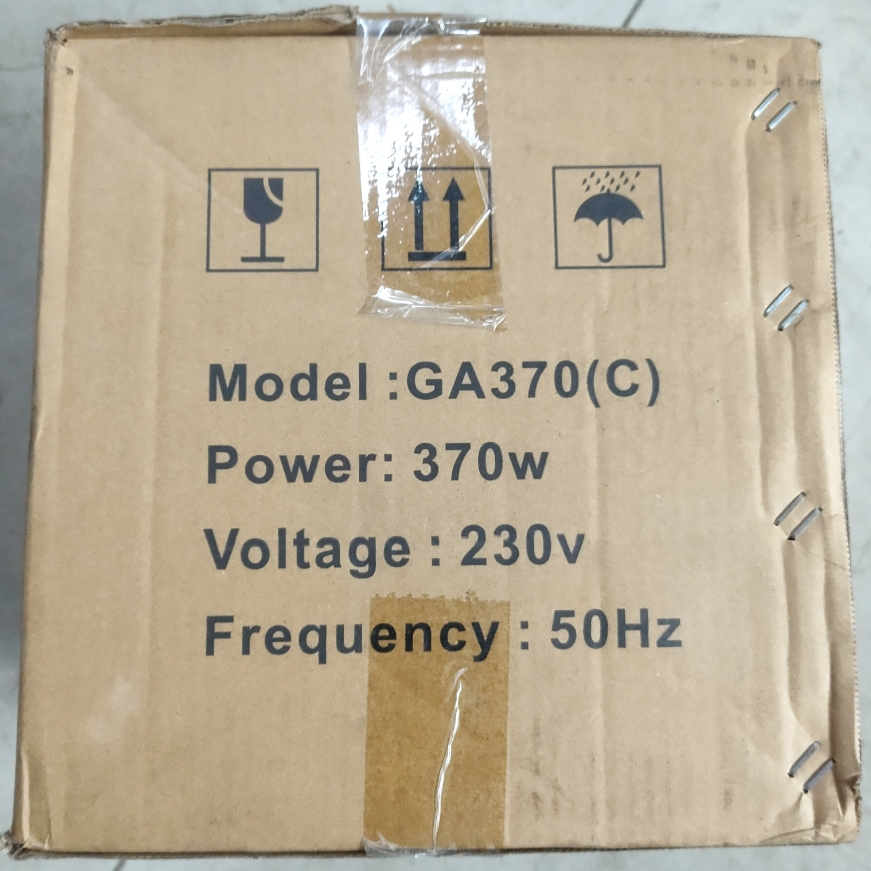 Model :GA370(C)
Power: 370w
Voltage : 230v
Frequency : 50Hz